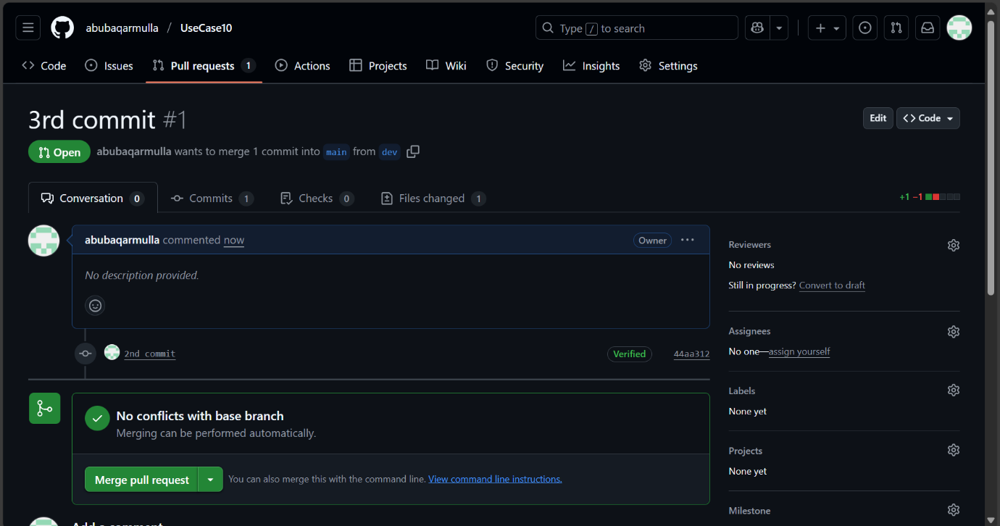 abubaqarmulla / UseCase10
Type / to search
Code Issues Pull requests 1 Actions Projects Wiki Security Insights Settings
3rd commit #1
Edit <> Code
Open abubaqarmulla wants to merge 1 commit into main from dev
Conversation 0 Commits 1 Checks 0 Files changed 1
+1 −1
abubaqarmulla commented now Owner ...
No description provided.
2nd commit Verified 44aa312
No conflicts with base branch
Merging can be performed automatically.
Merge pull request You can also merge this with the command line. View command line instructions.
Add a comment
Reviewers
No reviews
Still in progress? Convert to draft
Assignees
No one—assign yourself
Labels
None yet
Projects
None yet
Milestone